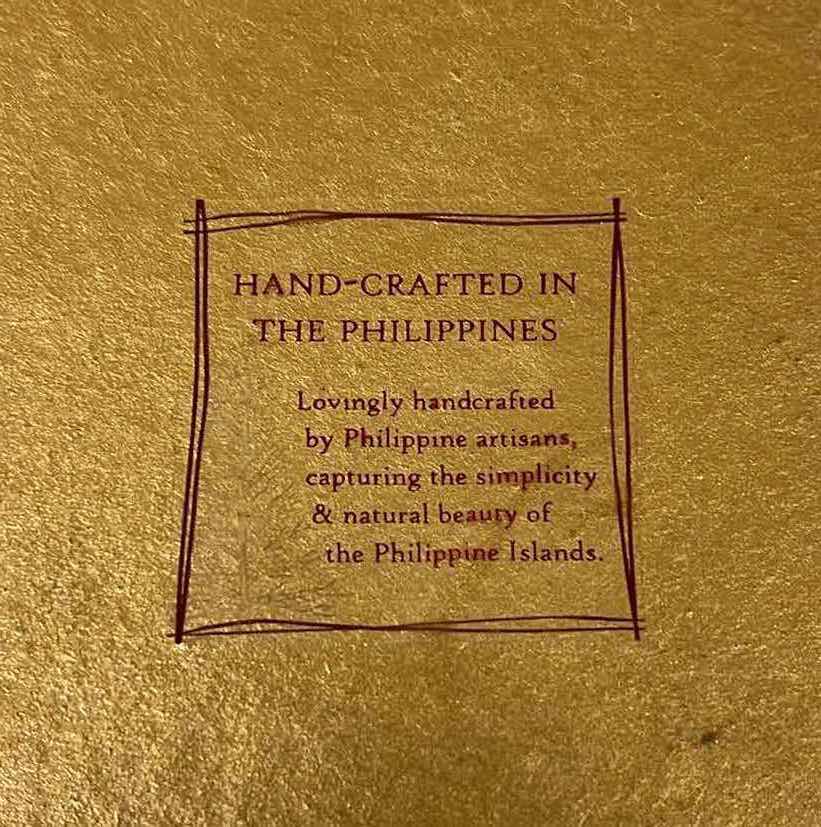 HAND-CRAFTED IN
THE PHILIPPINES
Lovingly handcrafted
by Philippine artisans,
capturing the simplicity
& natural beauty of
the Philippine Islands.